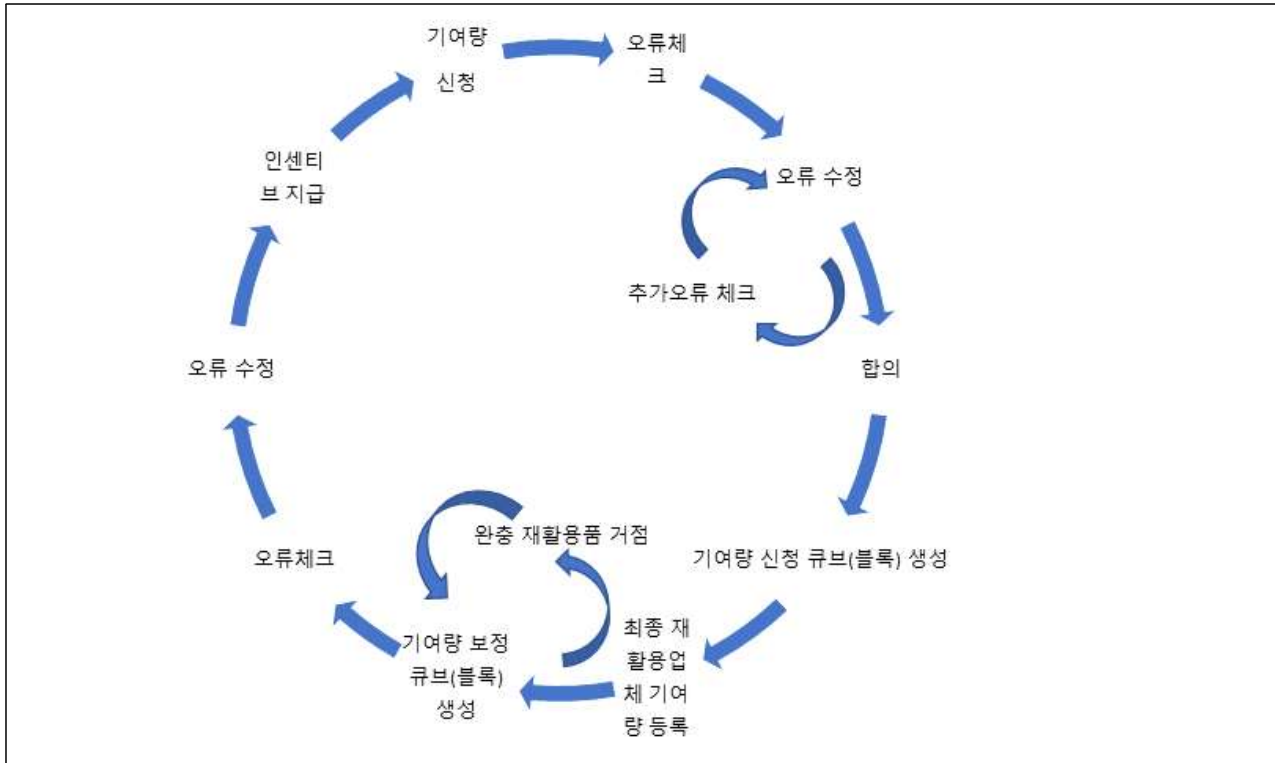 기여량
신청
오류체
크
인센티
브 지급
오류 수정
추가오류 체크
오류 수정
합의
완충 재활용품 거점
오류체크
기여량 신청 큐브(블록) 생성
기여량 보정
큐브(블록)
생성
최종 재
활용업
체 기여
량 등록